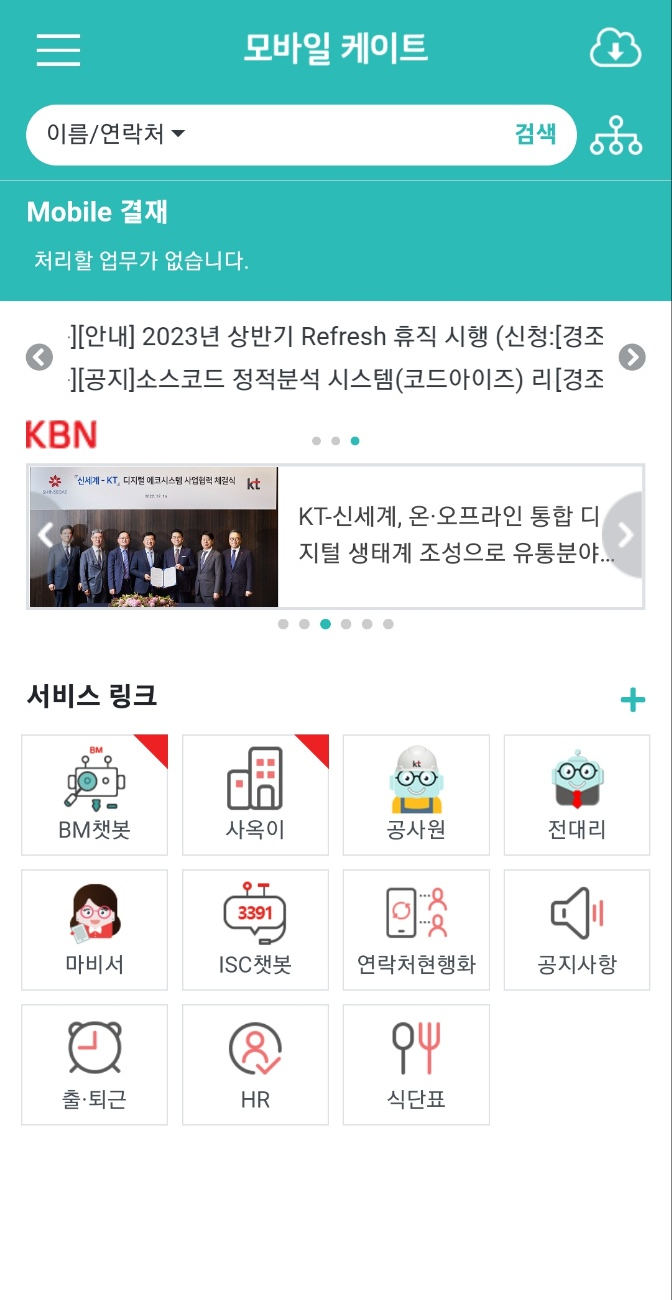 모바일 케이트
이름/연락처
검색
Mobile 결재
처리할 업무가 없습니다.
][안내] 2023년 상반기 Refresh 휴직 시행 (신청:[경조
][공지]소스코드 정적분석 시스템(코드아이즈) 리[경조
KBN
「신세계 - KT」 디지털 에코시스템 사업협력 체결식
kt
SHINSEGAE
KT-신세계, 온·오프라인 통합 디
지털 생태계 조성으로 유통분야...
서비스 링크
BM
BM챗봇
사옥이
kt
공사원
전대리
마비서
3391
ISC챗봇
연락처현행화
공지사항
출·퇴근
HR
식단표